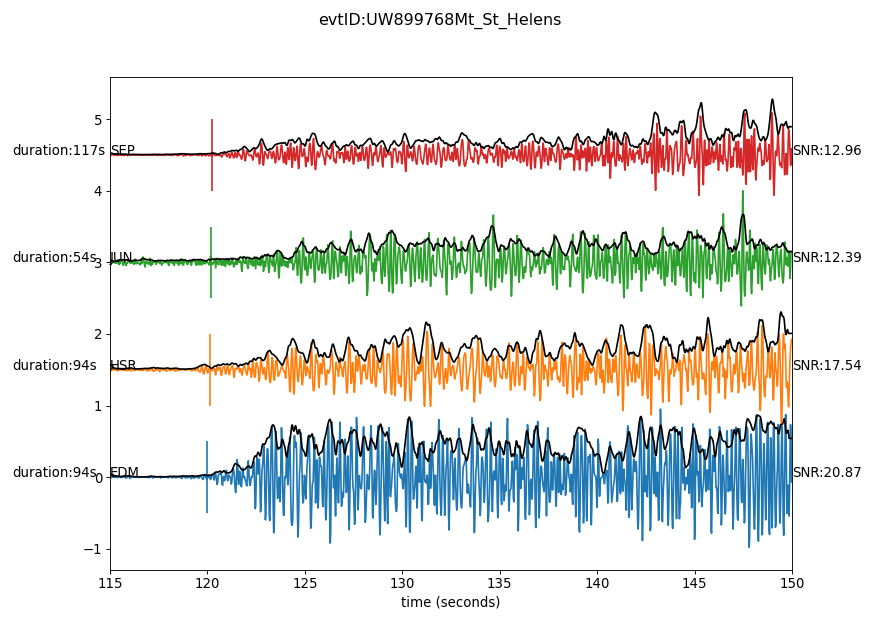 evtID:UW899768Mt_St_Helens
5
duration:117s SEP SNR:12.96
4
duration:54s JUN SNR:12.39
3
2
duration:94s HSR SNR:17.54
1
duration:94s EDM SNR:20.87
0
−1
115 120 125 130 135 140 145 150
time (seconds)